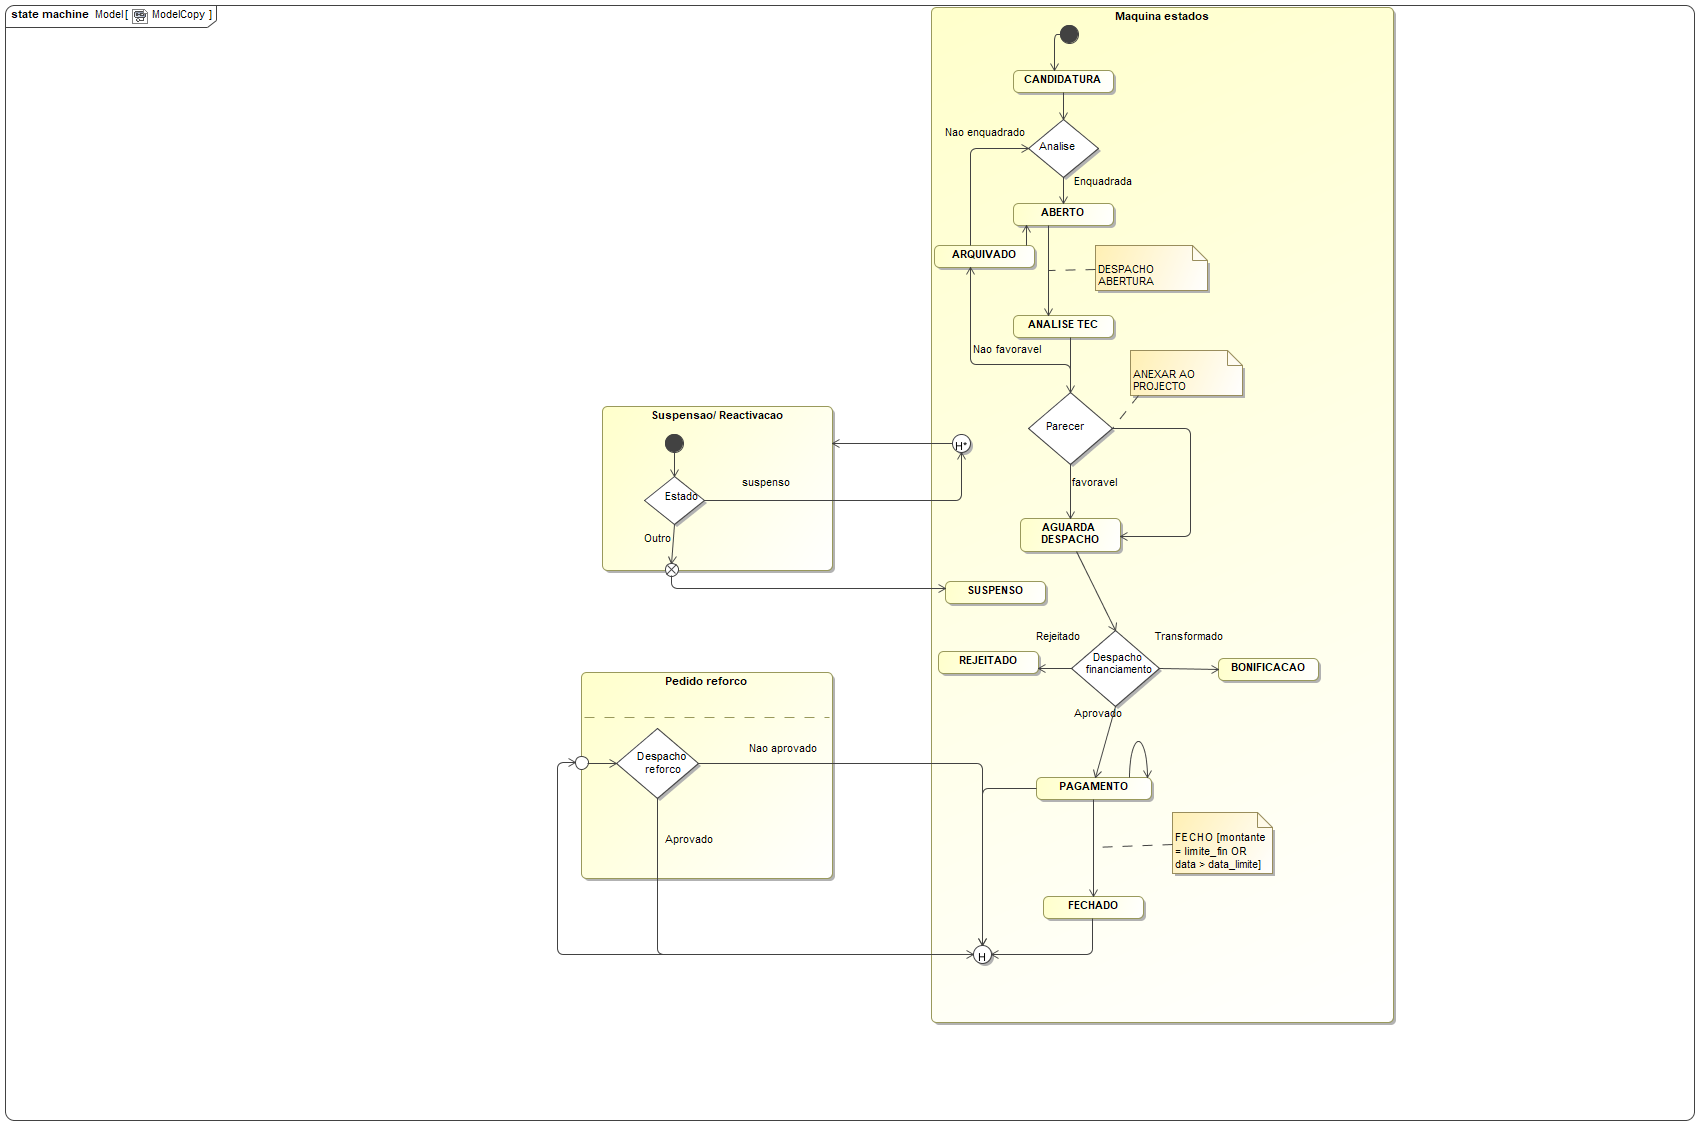 state machine Model[ ModelCopy ]
Maquina estados
CANDIDATURA
Nao enquadrado
Analise
Enquadrada
ABERTO
ARQUIVADO
DESPACHO
ABERTURA
ANALISE TEC
Nao favoravel
ANEXAR AO
PROJECTO
Parecer
favoravel
AGUARDA
DESPACHO
Suspensao/ Reactivacao
H*
Estado
suspenso
Outro
SUSPENSO
Rejeitado
Transformado
REJEITADO
Despacho
financiamento
BONIFICACAO
Aprovado
Pedido reforco
Despacho
reforco
Nao aprovado
Aprovado
PAGAMENTO
FECHO [montante
= limite_fin OR
data > data_limite]
FECHADO
H